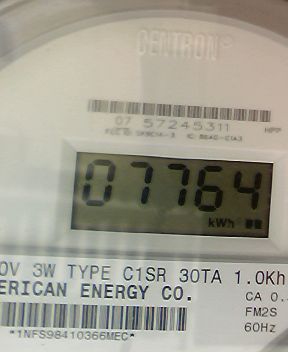 CENTRON®
07 57245311
HPP
07764
kWh
0V 3W TYPE C1SR 30TA 1.0Kh
ERICAN ENERGY CO.
CA 0.
FM2S
60Hz
*1NFS98410366MEC*